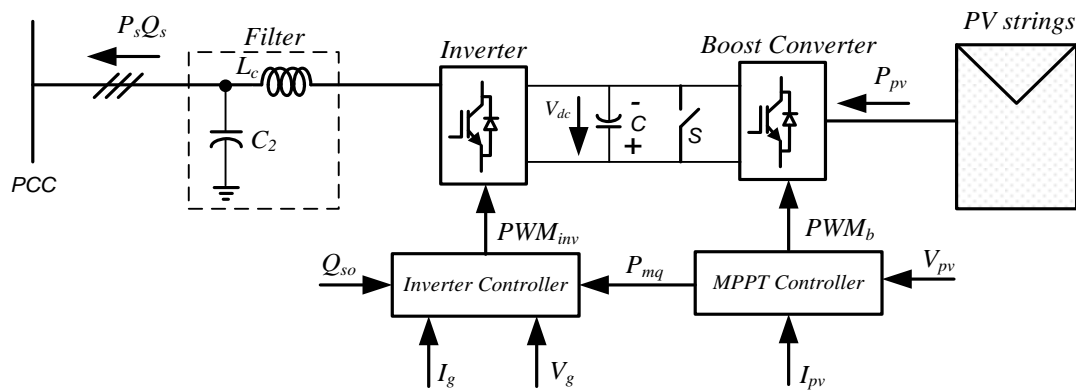 PsQs
Filter
Lc
C2
PCC
Inverter
Vdc
-
C
+
S
Boost Converter
PV strings
Ppv
PWMinv
PWMb
Qso
Inverter Controller
Pmq
MPPT Controller
Vpv
Ig
Vg
Ipv